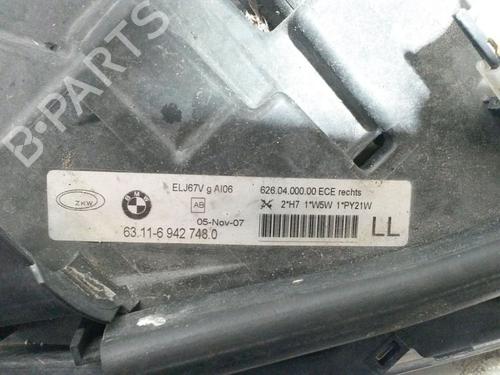 B-PARTS
ELJ67V g AI06
626.04.000.00 ECE rechts
ZKW
BMW
AB
2*H7 1*W5W 1*PY21W
05-Nov-07
63.11-6 942 748.0
LL